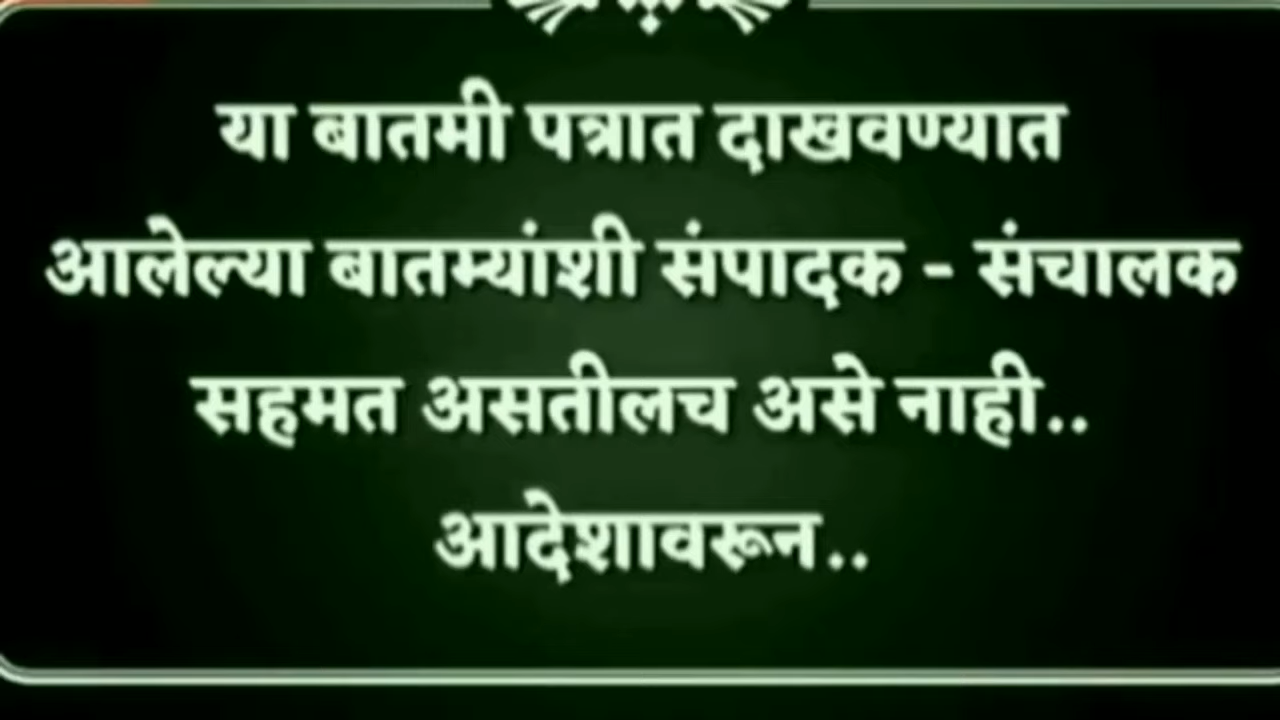 या बातमी पत्रात दाखवण्यात
आलेल्या बातम्यांशी संपादक - संचालक
सहमत असतीलच असे नाही..
आदेशावरून..